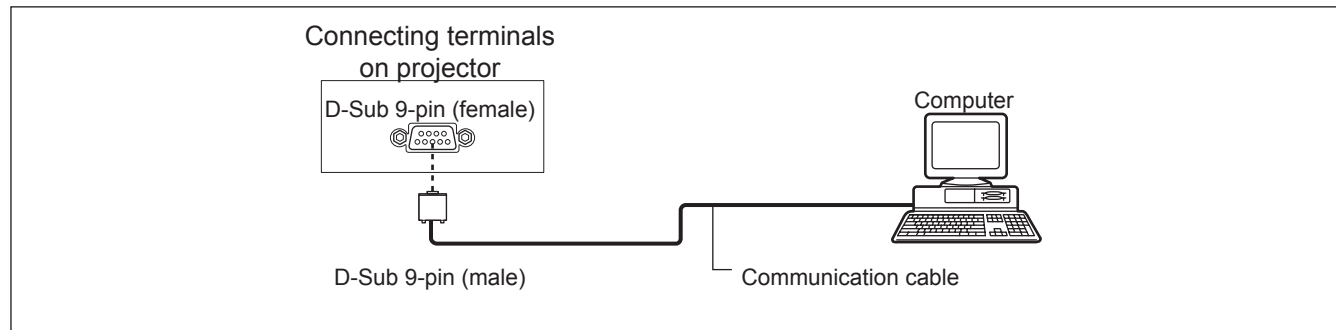 Connecting terminals
on projector
D-Sub 9-pin (female)
Computer
D-Sub 9-pin (male)
Communication cable